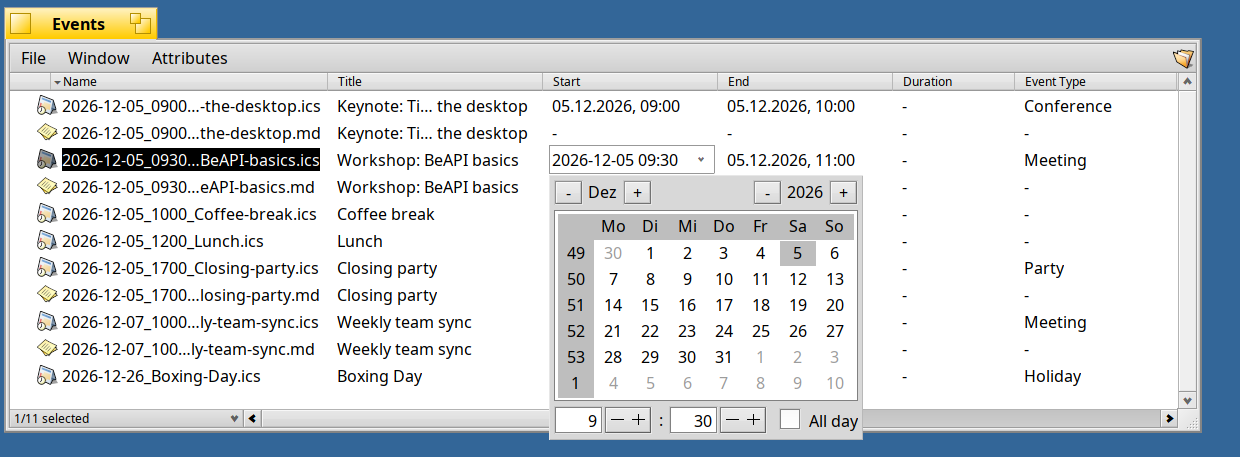 Events
File Window Attributes
Name Title Start End Duration Event Type
2026-12-05_0900...-the-desktop.ics Keynote: Ti... the desktop 05.12.2026, 09:00 05.12.2026, 10:00 - Conference
2026-12-05_0900...the-desktop.md Keynote: Ti... the desktop - - - -
2026-12-05_0930...BeAPI-basics.ics Workshop: BeAPI basics 2026-12-05 09:30 05.12.2026, 11:00 - Meeting
2026-12-05_0930...eAPI-basics.md Workshop: BeAPI basics - -
2026-12-05_1000_Coffee-break.ics Coffee break - -
2026-12-05_1200_Lunch.ics Lunch - -
2026-12-05_1700_Closing-party.ics Closing party - Party
2026-12-05_1700...losing-party.md Closing party - -
2026-12-07_1000...ly-team-sync.ics Weekly team sync - Meeting
2026-12-07_100...ly-team-sync.md Weekly team sync - -
2026-12-26_Boxing-Day.ics Boxing Day - Holiday
- Dez + - 2026 +
Mo Di Mi Do Fr Sa So
49 30 1 2 3 4 5 6
50 7 8 9 10 11 12 13
51 14 15 16 17 18 19 20
52 21 22 23 24 25 26 27
53 28 29 30 31 1 2 3
1 4 5 6 7 8 9 10
9 : 30 All day
1/11 selected